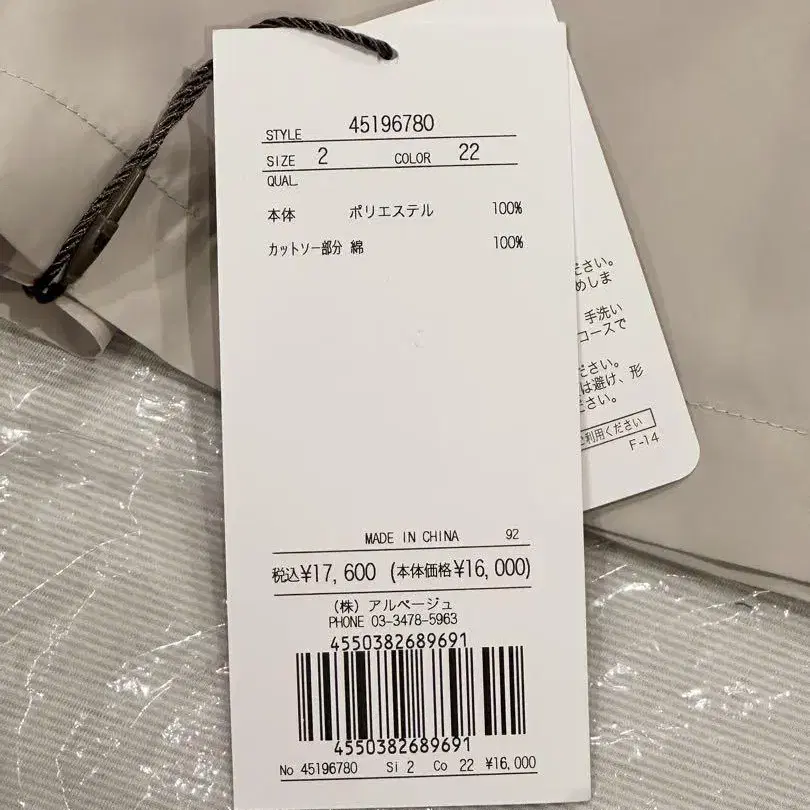 STYLE 45196780
SIZE 2 COLOR 22
QUAL.
本体 ポリエステル 100%
カットソー部分 綿 100%
MADE IN CHINA 92
税込¥17,600 (本体価格¥16,000)
(株) アルページュ
PHONE 03-3478-5963
4550382689691
4550382689691
No 45196780 Si 2 Co 22 ¥16,000
ださい。
めしま
手洗い
コースで
ださい。
は避け、形
ださい。
ご利用ください
F-14